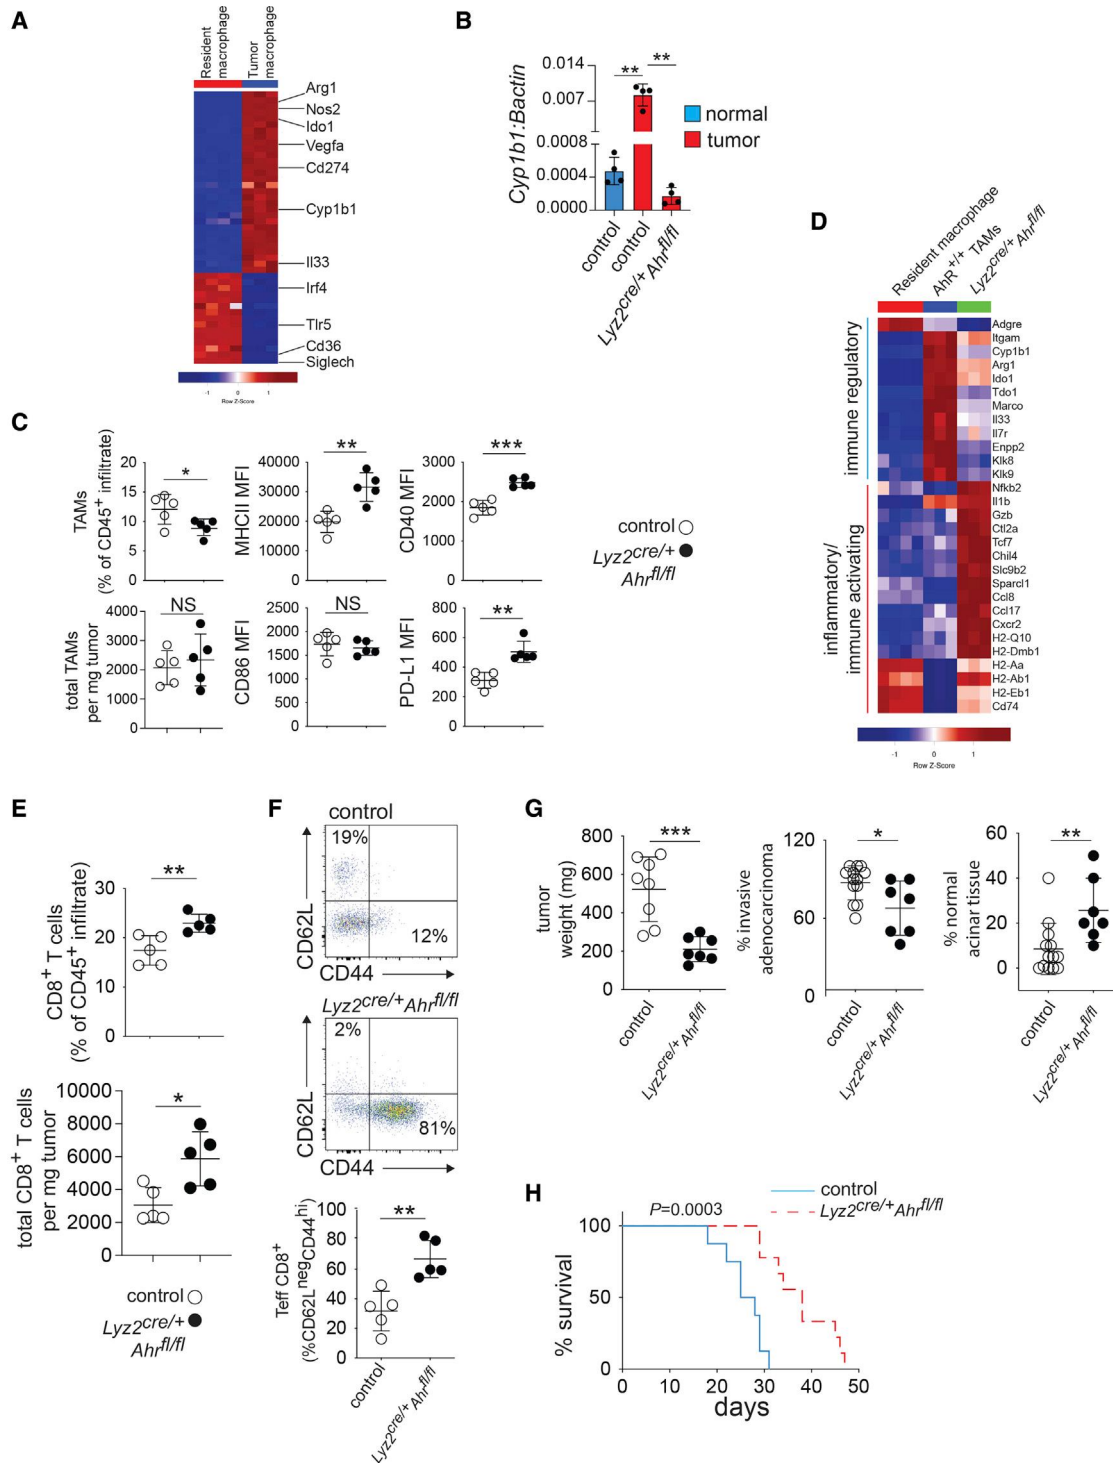 A
Resident
macrophage
Tumor
macrophage
Arg1
Nos2
Ido1
Vegfa
Cd274
Cyp1b1
Il33
Irf4
Tlr5
Cd36
Siglech
-1 0 1
Row Z-Score
B
Cyp1b1:Bactin
0.014
0.007
0.0008
0.0004
0.0000
** **
normal
tumor
control
control
Lyz2cre/+ Ahrfl/fl
C
TAMs
(% of CD45+ infiltrate)
20
15
10
5
0
*
MHCII MFI
40000
30000
20000
10000
0
**
CD40 MFI
3000
2000
1000
0
***
control
Lyz2cre/+
Ahrfl/fl
total TAMs
per mg tumor
4000
3000
2000
1000
0
NS
CD86 MFI
2500
2000
1500
1000
500
0
NS
PD-L1 MFI
800
600
400
200
0
**
D
Resident macrophage
AhR+/+ TAMs
Lyz2cre/+ Ahrfl/fl
immune regulatory
inflammatory/
immune activating
Adgre
Itgam
Cyp1b1
Arg1
Ido1
Tdo1
Marco
Il33
Il7r
Enpp2
Klk8
Klk9
Nfkb2
Il1b
Gzb
Ctl2a
Tcf7
Chil4
Slc9b2
Sparcl1
Ccl8
Ccl17
Cxcr2
H2-Q10
H2-Dmb1
H2-Aa
H2-Ab1
H2-Eb1
Cd74
-1 0 1
Row Z-Score
E
CD8+ T cells
(% of CD45+ infiltrate)
30
20
10
0
**
total CD8+ T cells
per mg tumor
10000
8000
6000
4000
2000
0
*
control
Lyz2cre/+
Ahrfl/fl
F
control
19%
12%
CD62L
CD44
Lyz2cre/+Ahrfl/fl
2%
81%
CD62L
CD44
Teff CD8+
(%CD62LnegCD44hi)
100
80
60
40
20
0
**
control
Lyz2cre/+Ahrfl/fl
G
tumor
weight (mg)
800
600
400
200
0
***
control
Lyz2cre/+Ahrfl/fl
% invasive
adenocarcinoma
120
60
0
*
control
Lyz2cre/+Ahrfl/fl
% normal
acinar tissue
60
40
20
0
**
control
Lyz2cre/+Ahrfl/fl
H
control
Lyz2cre/+Ahrfl/fl
P=0.0003
% survival
100
50
0
0 10 20 30 40 50
days